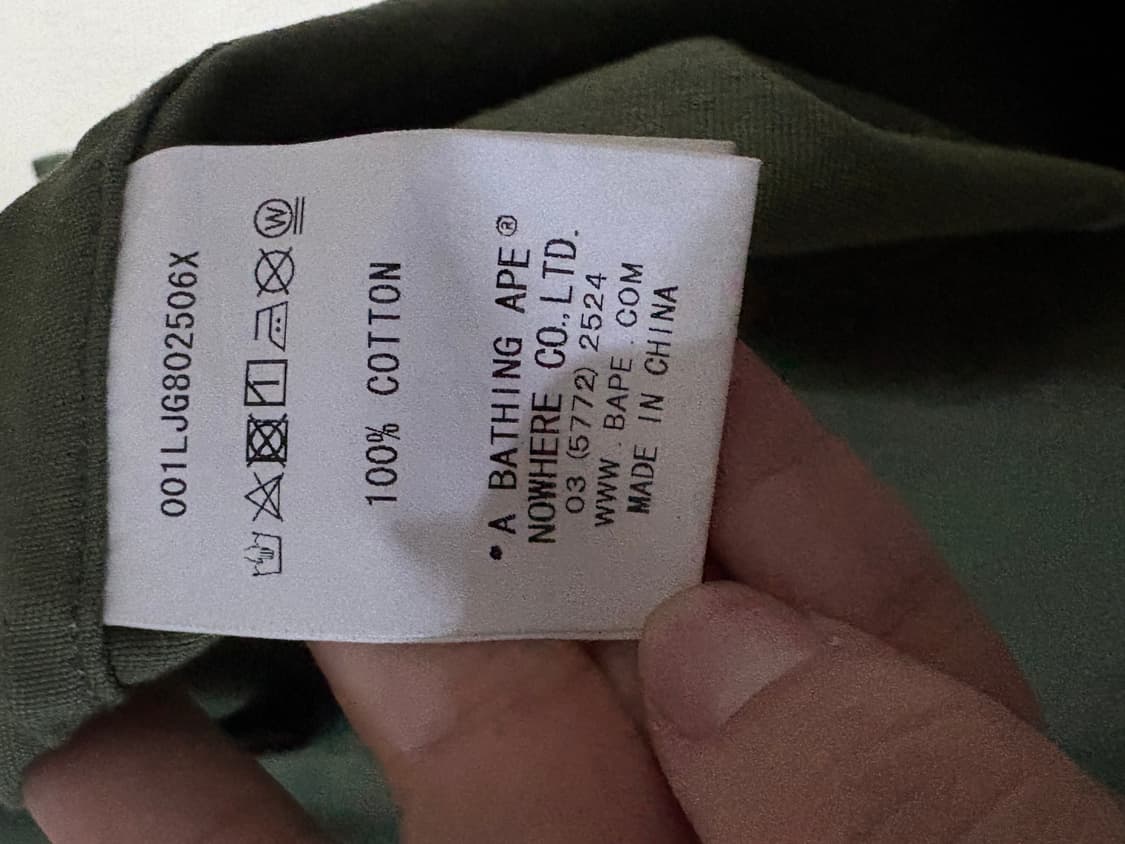 001LJG802506X
W
100% COTTON
•A BATHING APE®
NOWHERE CO.,LTD.
03 (5772) 2524
WWW.BAPE.COM
MADE IN CHINA